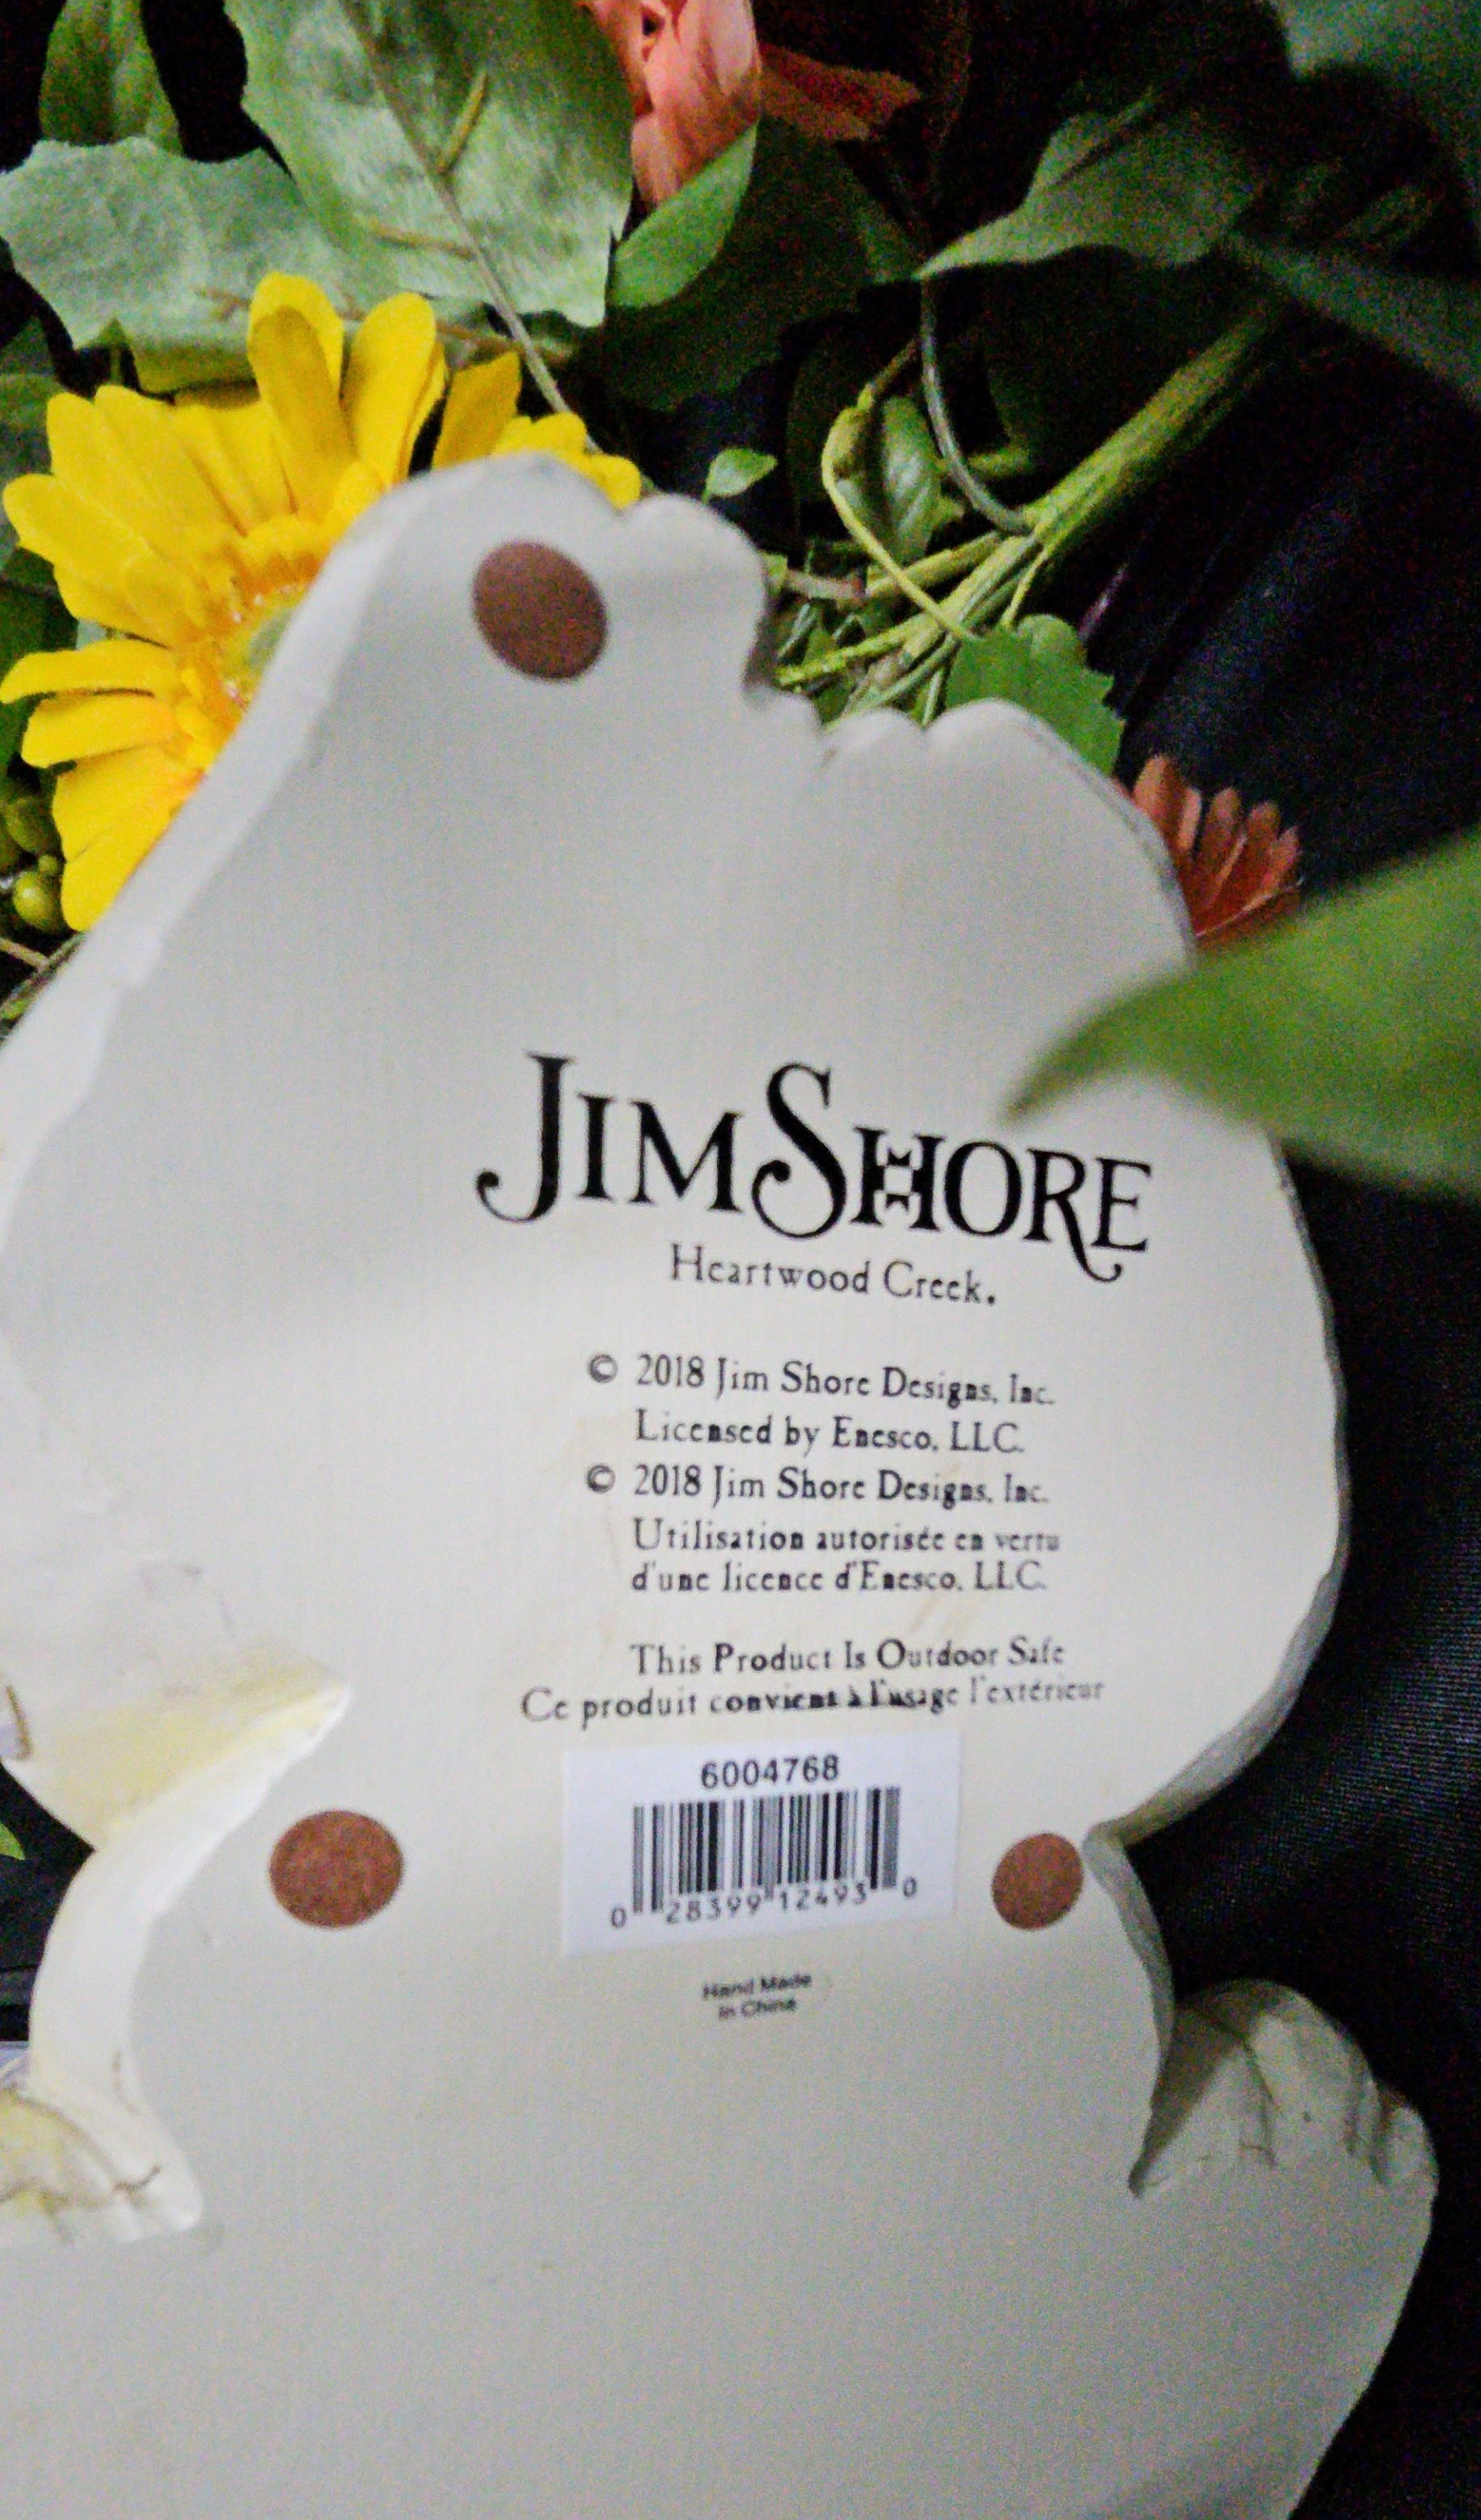 JIM SHORE
Heartwood Creek.
© 2018 Jim Shore Designs, Inc.
Licensed by Enesco, LLC.
© 2018 Jim Shore Designs, Inc.
Utilisation autorisée en vertu
d'une licence d'Enesco, LLC.
This Product Is Outdoor Safe
Ce produit convient à l'usage l'extérieur
6004768
0 28399 12493 0
Hand Made
In China